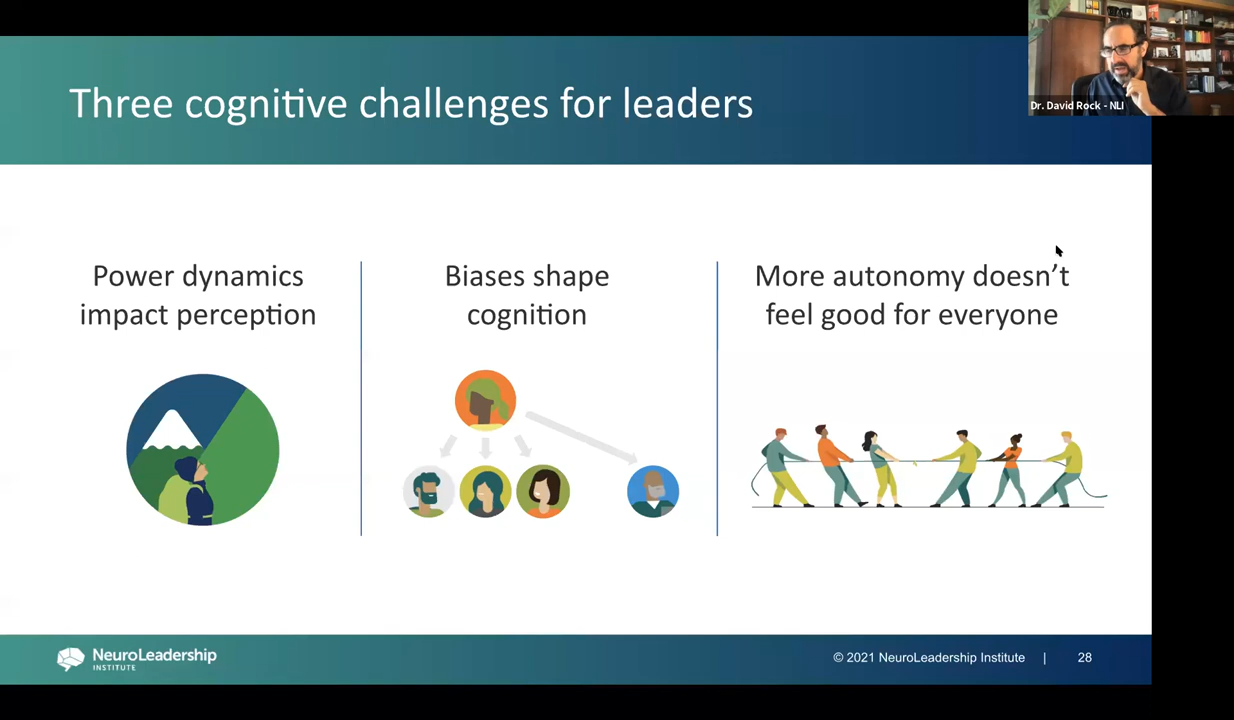 Three cognitive challenges for leaders
Dr. David Rock - NLI
Power dynamics
impact perception
Biases shape
cognition
More autonomy doesn’t
feel good for everyone
NeuroLeadership
INSTITUTE
© 2021 NeuroLeadership Institute | 28